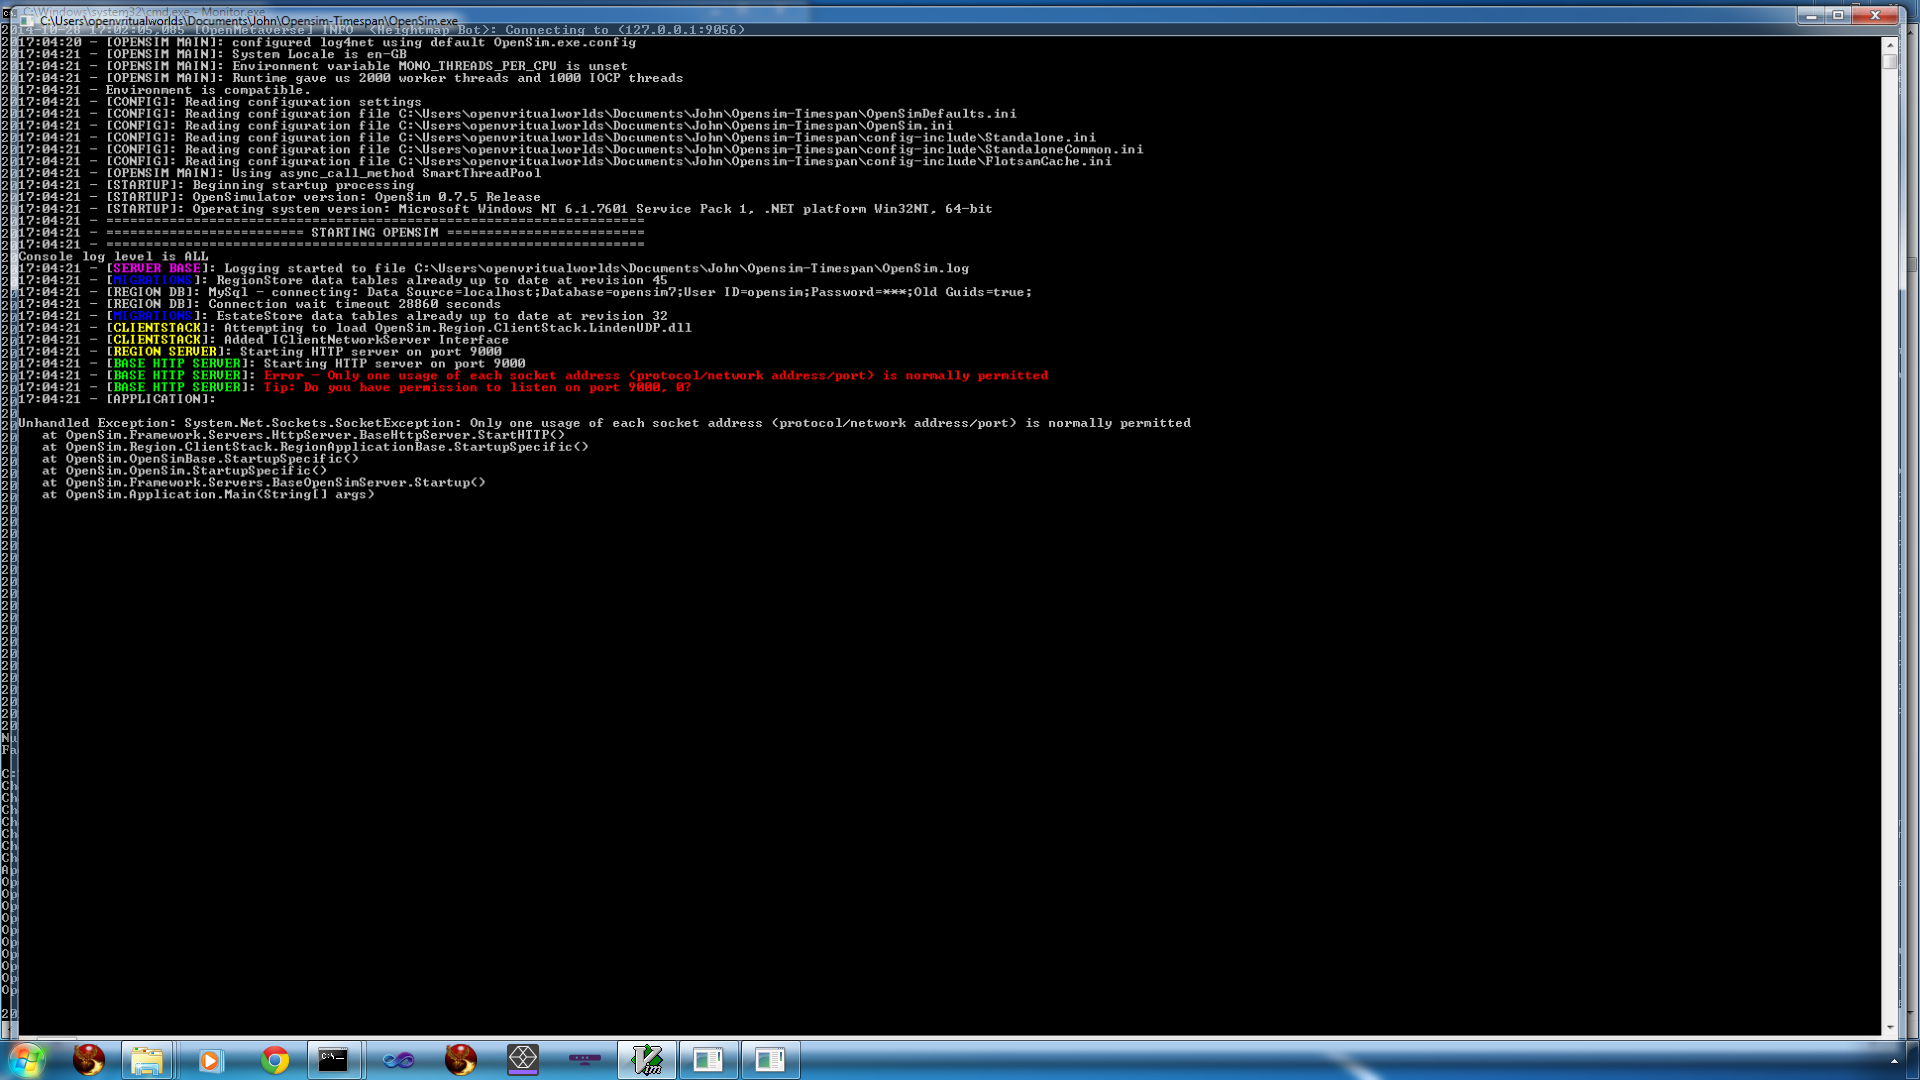 C:\Windows\system32\cmd.exe - Monitor.exe
C:\Users\openvritualworlds\Documents\John\Opensim-Timespan\OpenSim.exe
2014-10-28 17:02:05,085 [OpenMetaverse] INFO  <Heightmap Bot>: Connecting to (127.0.0.1:9056)
17:04:20 - [OPENSIM MAIN]: configured log4net using default OpenSim.exe.config
17:04:21 - [OPENSIM MAIN]: System Locale is en-GB
17:04:21 - [OPENSIM MAIN]: Environment variable MONO_THREADS_PER_CPU is unset
17:04:21 - [OPENSIM MAIN]: Runtime gave us 2000 worker threads and 1000 IOCP threads
17:04:21 - Environment is compatible.
17:04:21 - [CONFIG]: Reading configuration settings
17:04:21 - [CONFIG]: Reading configuration file C:\Users\openvritualworlds\Documents\John\Opensim-Timespan\OpenSimDefaults.ini
17:04:21 - [CONFIG]: Reading configuration file C:\Users\openvritualworlds\Documents\John\Opensim-Timespan\OpenSim.ini
17:04:21 - [CONFIG]: Reading configuration file C:\Users\openvritualworlds\Documents\John\Opensim-Timespan\config-include\Standalone.ini
17:04:21 - [CONFIG]: Reading configuration file C:\Users\openvritualworlds\Documents\John\Opensim-Timespan\config-include\StandaloneCommon.ini
17:04:21 - [CONFIG]: Reading configuration file C:\Users\openvritualworlds\Documents\John\Opensim-Timespan\config-include\FlotsamCache.ini
17:04:21 - [OPENSIM MAIN]: Using async_call_method SmartThreadPool
17:04:21 - [STARTUP]: Beginning startup processing
17:04:21 - [STARTUP]: OpenSimulator version: OpenSim 0.7.5 Release
17:04:21 - [STARTUP]: Operating system version: Microsoft Windows NT 6.1.7601 Service Pack 1, .NET platform Win32NT, 64-bit
17:04:21 - ====================================================================
17:04:21 - ========================= STARTING OPENSIM =========================
17:04:21 - ====================================================================
Console log level is ALL
17:04:21 - [SERVER BASE]: Logging started to file C:\Users\openvritualworlds\Documents\John\Opensim-Timespan\OpenSim.log
17:04:21 - [MIGRATIONS]: RegionStore data tables already up to date at revision 45
17:04:21 - [REGION DB]: MySql - connecting: Data Source=localhost;Database=opensim7;User ID=opensim;Password=***;Old Guids=true;
17:04:21 - [REGION DB]: Connection wait timeout 28860 seconds
17:04:21 - [MIGRATIONS]: EstateStore data tables already up to date at revision 32
17:04:21 - [CLIENTSTACK]: Attempting to load OpenSim.Region.ClientStack.LindenUDP.dll
17:04:21 - [CLIENTSTACK]: Added IClientNetworkServer Interface
17:04:21 - [REGION SERVER]: Starting HTTP server on port 9000
17:04:21 - [BASE HTTP SERVER]: Starting HTTP server on port 9000
17:04:21 - [BASE HTTP SERVER]: Error - Only one usage of each socket address (protocol/network address/port) is normally permitted
17:04:21 - [BASE HTTP SERVER]: Tip: Do you have permission to listen on port 9000, 0?
17:04:21 - [APPLICATION]:
Unhandled Exception: System.Net.Sockets.SocketException: Only one usage of each socket address (protocol/network address/port) is normally permitted
at OpenSim.Framework.Servers.HttpServer.BaseHttpServer.StartHTTP()
at OpenSim.Region.ClientStack.RegionApplicationBase.StartupSpecific()
at OpenSim.OpenSimBase.StartupSpecific()
at OpenSim.OpenSim.StartupSpecific()
at OpenSim.Framework.Servers.BaseOpenSimServer.Startup()
at OpenSim.Application.Main(String[] args)